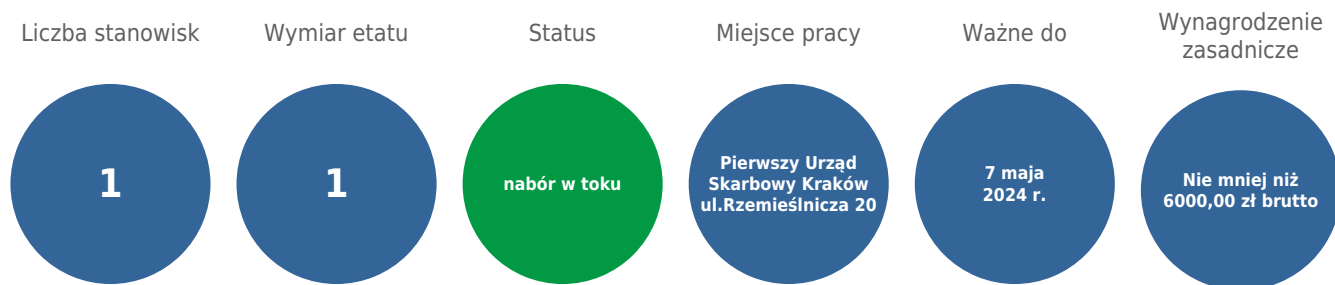 Liczba stanowisk
1
Wymiar etatu
1
Status
nabór w toku
Miejsce pracy
Pierwszy Urząd
Skarbowy Kraków
ul.Rzemieślnicza 20
Ważne do
7 maja
2024 r.
Wynagrodzenie
zasadnicze
Nie mniej niż
6000,00 zł brutto